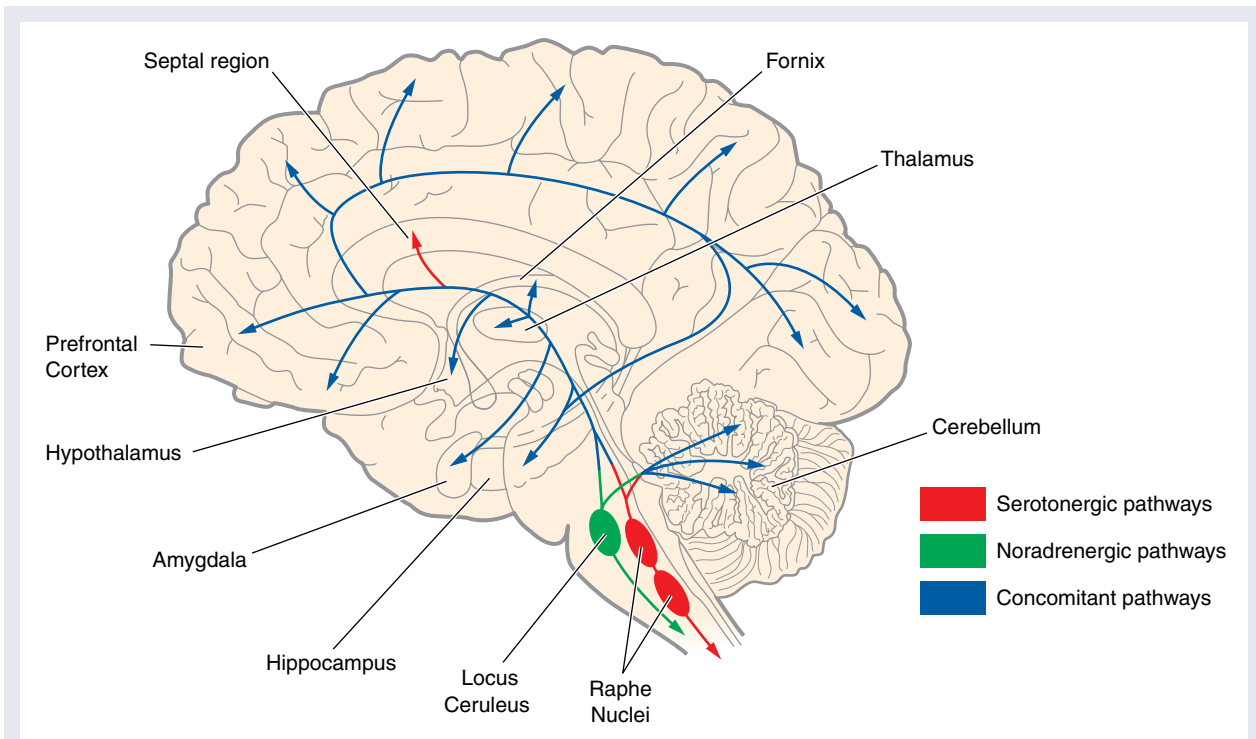 Septal region
Fornix
Thalamus
Prefrontal
Cortex
Hypothalamus
Cerebellum
Serotonergic pathways
Noradrenergic pathways
Concomitant pathways
Amygdala
Hippocampus
Locus
Ceruleus
Raphe
Nuclei